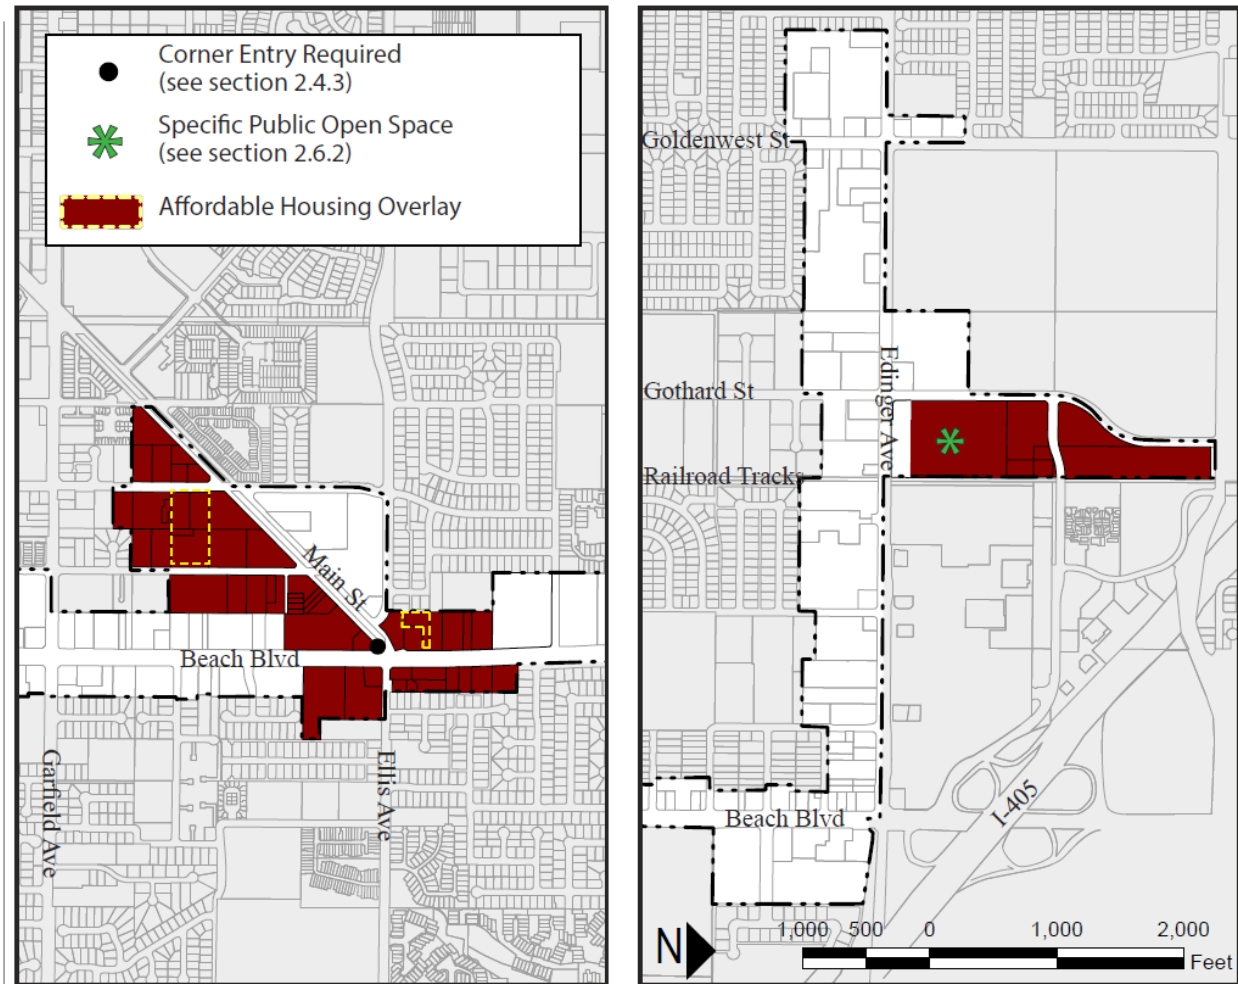 Corner Entry Required
(see section 2.4.3)
Specific Public Open Space
(see section 2.6.2)
Affordable Housing Overlay
Main St
Beach Blvd
Garfield Ave
Ellis Ave
Goldenwest St
Edinger Ave
Gothard St
Railroad Tracks
I-405
Beach Blvd
N
1,000 500 0 1,000 2,000
Feet